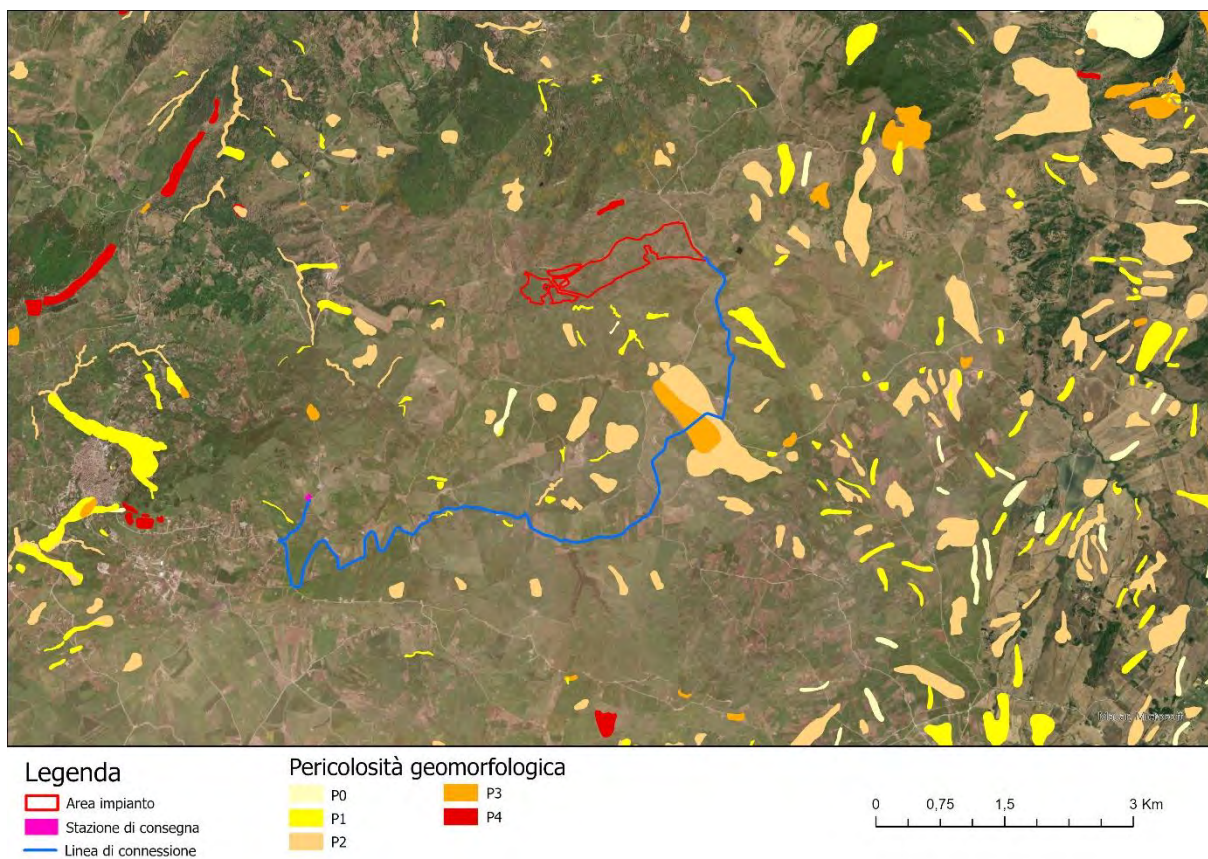 Legenda
Area impianto
Stazione di consegna
Linea di connessione
Pericolosità geomorfologica
P0
P1
P2
P3
P4
0 0,75 1,5 3 Km
Microsoft